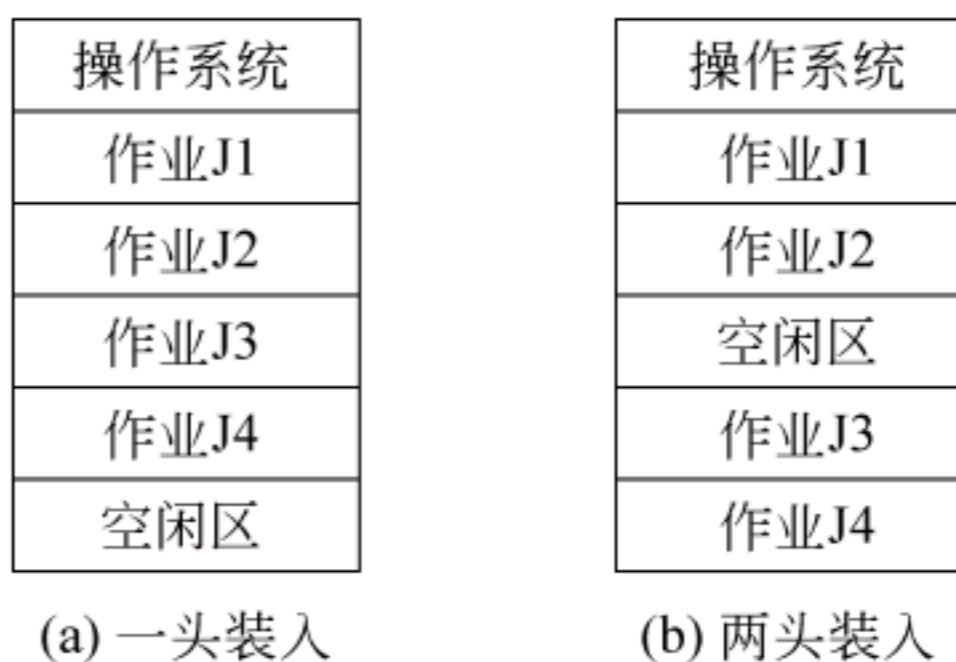 操作系统
作业J1
作业J2
作业J3
作业J4
空闲区
(a) 一头装入
操作系统
作业J1
作业J2
空闲区
作业J3
作业J4
(b) 两头装入